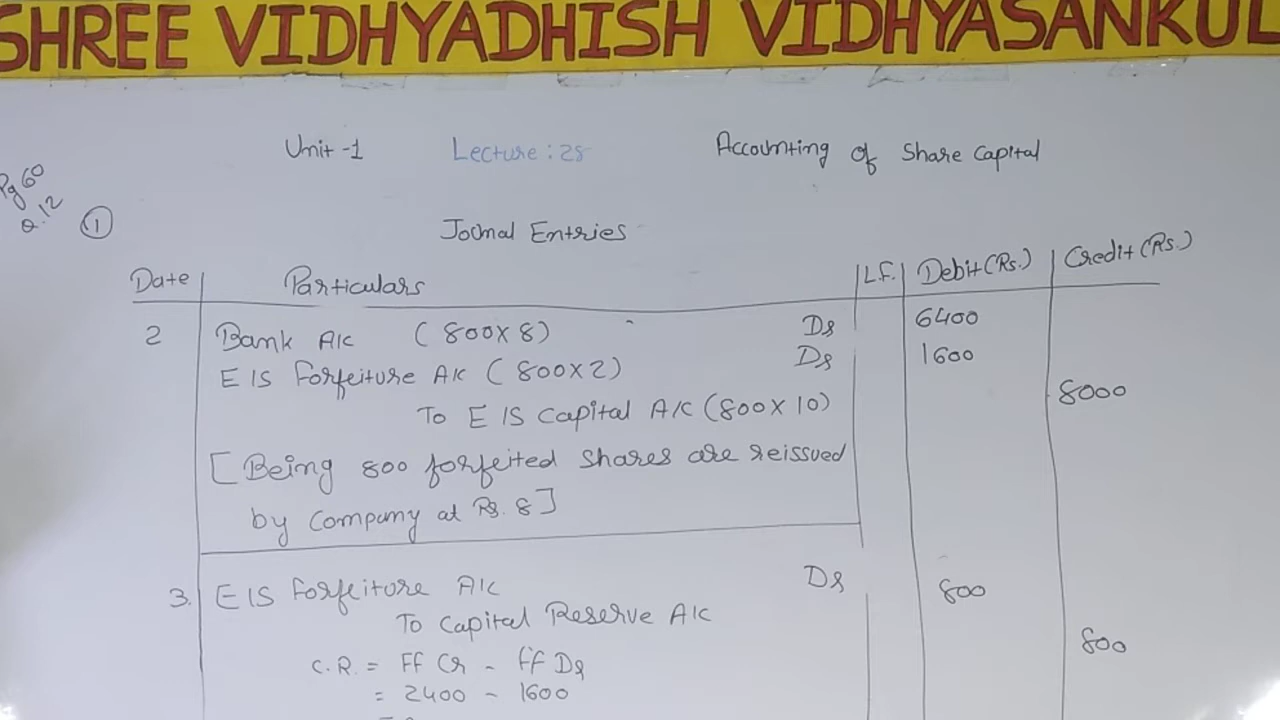 SHREE VIDHYADHISH VIDHYASANKUL
Unit-1 Lecture: 28 Accounting of Share Capital
Pg 60
Q.12 ①
Journal Entries
Date Particulars L.F. Debit (Rs.) Credit (Rs.)
2 Bank A/c (800×8) Dr 6400
E/S Forfeiture A/c (800×2) Dr 1600
To E/S Capital A/c (800×10) 8000
[Being 800 forfeited shares are reissued
by Company at Rs. 8]
3. E/S Forfeiture A/c Dr 800
To Capital Reserve A/c 800
C.R. = Ff Cr - ff Dr
= 2400 - 1600